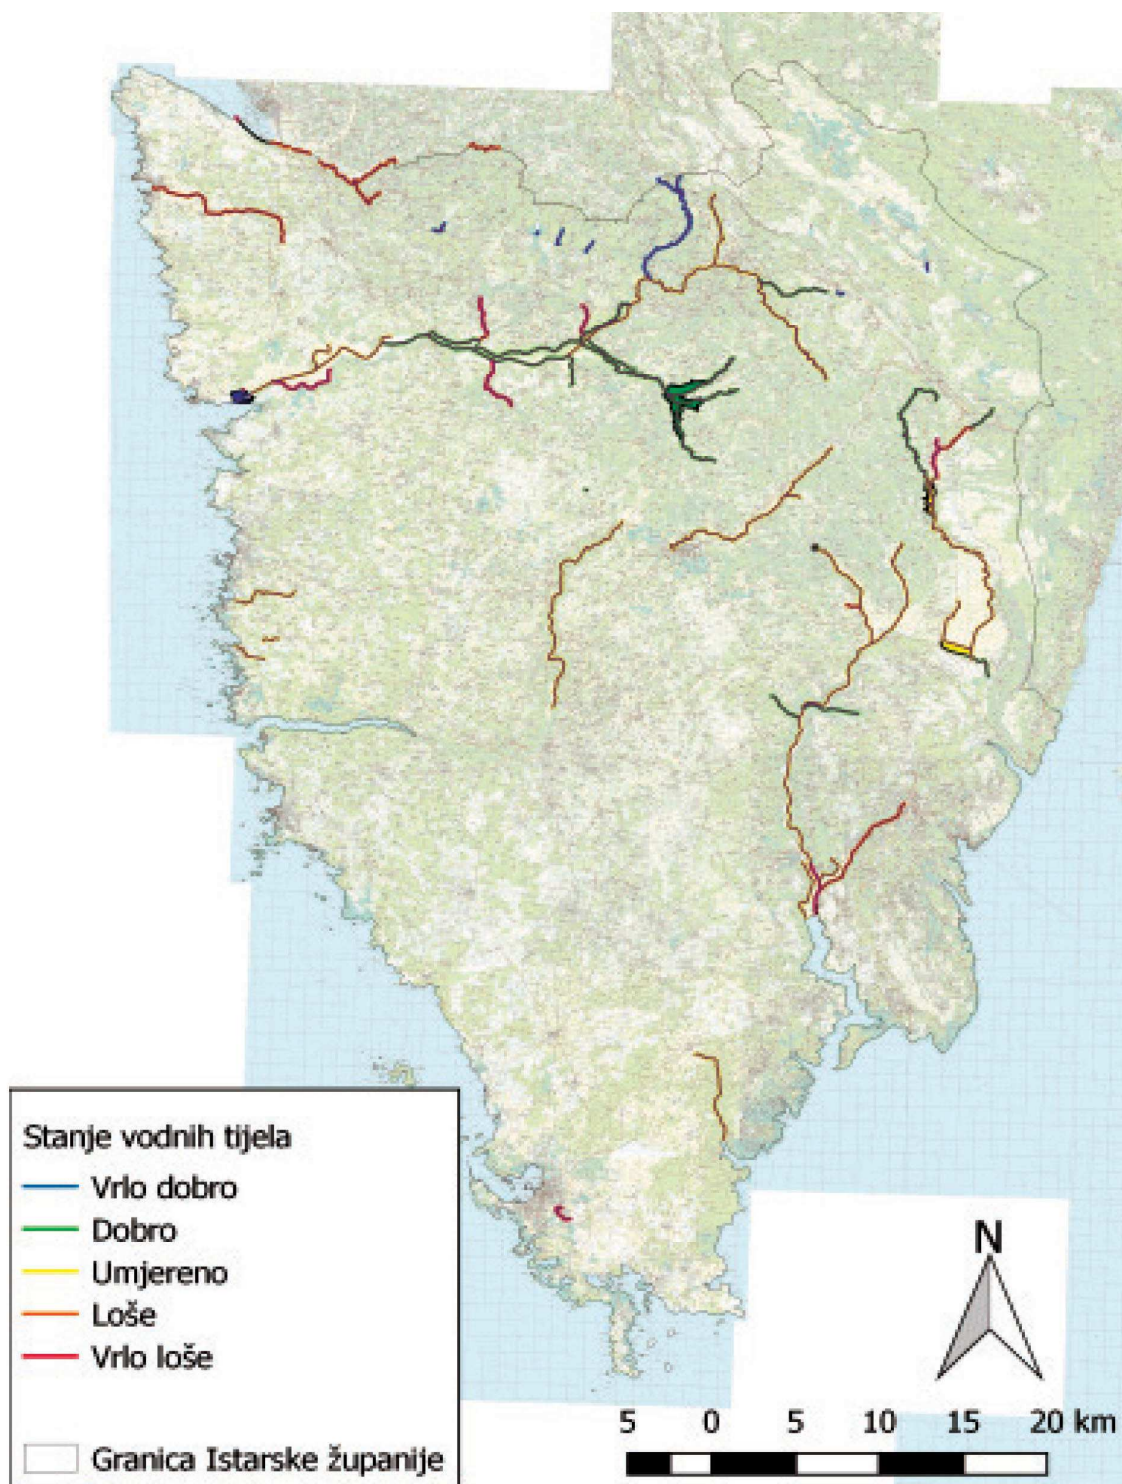 Stanje vodnih tijela
Vrlo dobro
Dobro
Umjereno
Loše
Vrlo loše
Granica Istarske županije
N
5 0 5 10 15 20 km